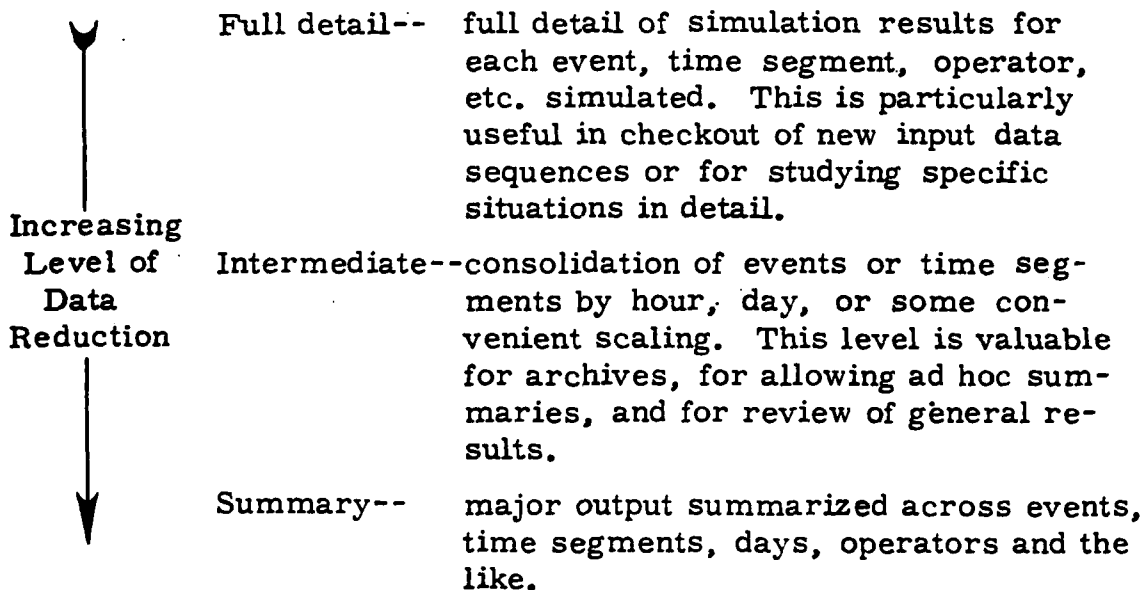 Full detail-- full detail of simulation results for
each event, time segment, operator,
etc. simulated. This is particularly
useful in checkout of new input data
sequences or for studying specific
situations in detail.
Increasing
Level of
Data
Reduction
Intermediate--consolidation of events or time seg-
ments by hour, day, or some con-
venient scaling. This level is valuable
for archives, for allowing ad hoc sum-
maries, and for review of general re-
sults.
Summary-- major output summarized across events,
time segments, days, operators and the
like.